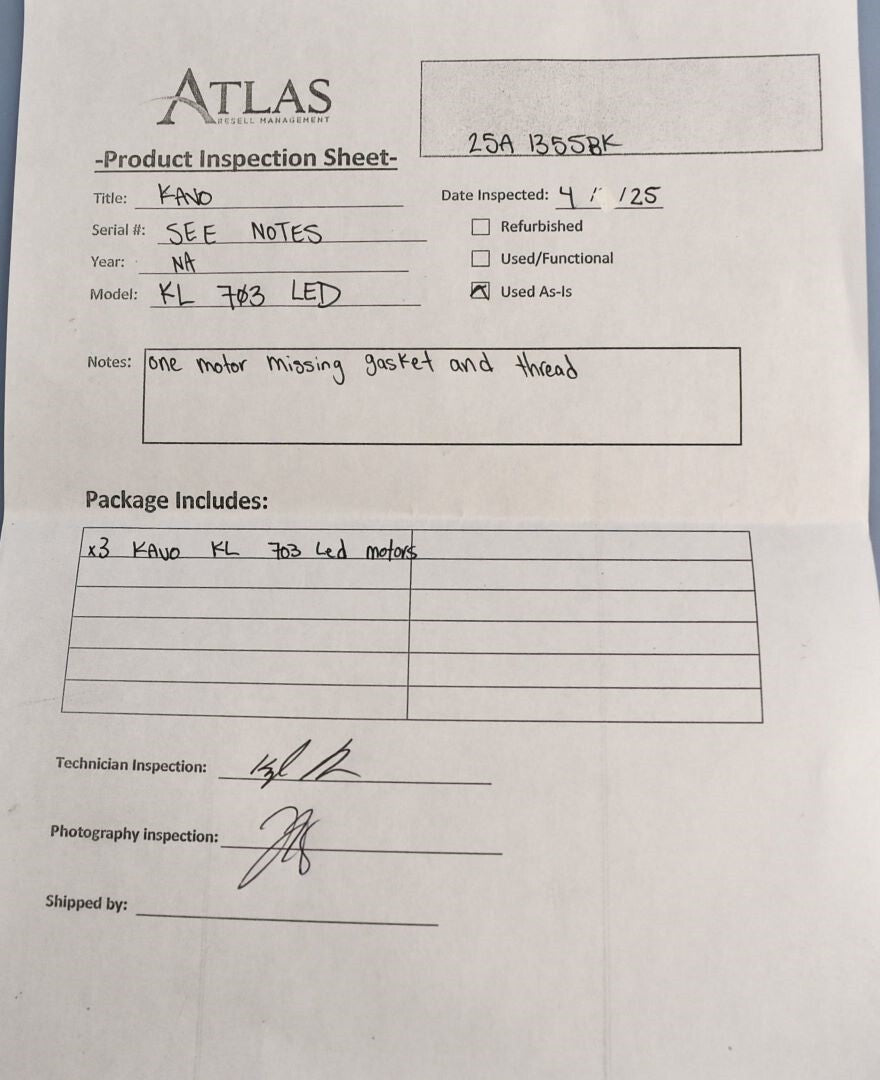 ATLAS
RESELL MANAGEMENT
25A 1355BK
-Product Inspection Sheet-
Title: KAVO
Date Inspected: 4 / /25
Serial #: SEE NOTES
Refurbished
Year: NA
Used/Functional
Model: KL 703 LED
Used As-Is
Notes: one motor missing gasket and thread
Package Includes:
x3 KAVO KL 703 Led motors
Technician Inspection:
Photography inspection:
Shipped by: